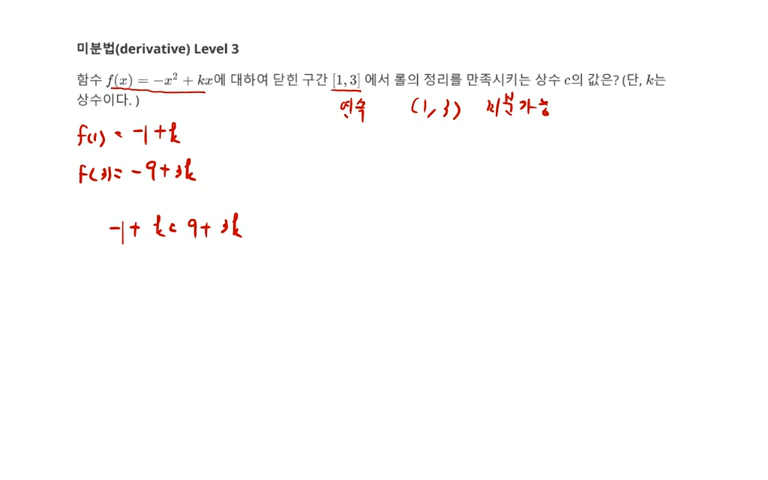 미분법(derivative) Level 3
함수 f(x) = −x² + kx에 대하여 닫힌 구간 [1, 3] 에서 롤의 정리를 만족시키는 상수 c의 값은? (단, k는
상수이다. )
연속 (1, 3) 미분가능
f(1) = -1+k
f(3) = -9+3k
-1+ k = 9+ 3k